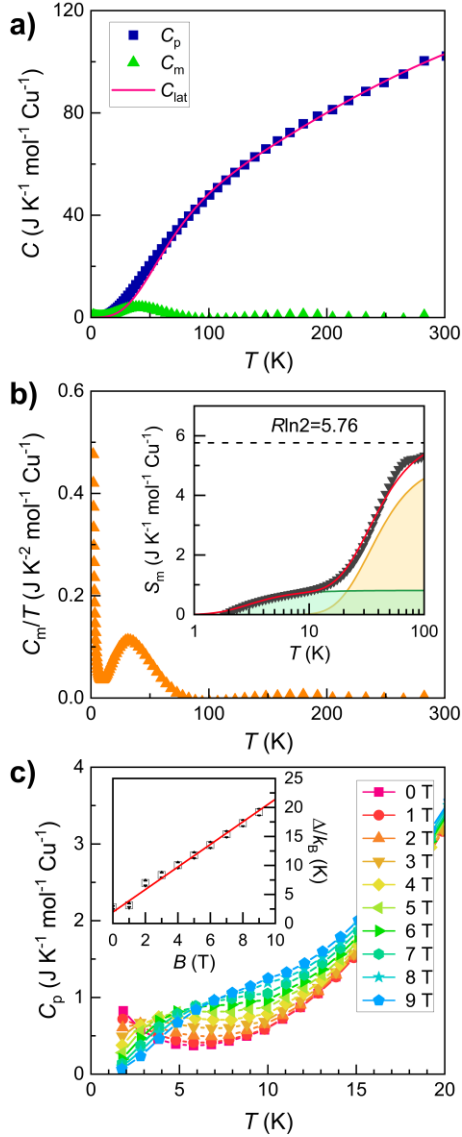 a)
120
80
40
0
C (J K⁻¹ mol⁻¹ Cu⁻¹)
Cp
Cm
Clat
0 100 200 300
T (K)
b)
0.6
0.4
0.2
0.0
Cm/T (J K⁻² mol⁻¹ Cu⁻¹)
Rln2=5.76
6
4
2
0
Sm (J K⁻¹ mol⁻¹ Cu⁻¹)
1 10 100
T (K)
0 100 200 300
T (K)
c)
4
3
2
1
0
Cp (J K⁻¹ mol⁻¹ Cu⁻¹)
25
20
15
10
5
0
Δ/kB (K)
0 2 4 6 8 10
B (T)
0 T
1 T
2 T
3 T
4 T
5 T
6 T
7 T
8 T
9 T
0 5 10 15 20
T (K)